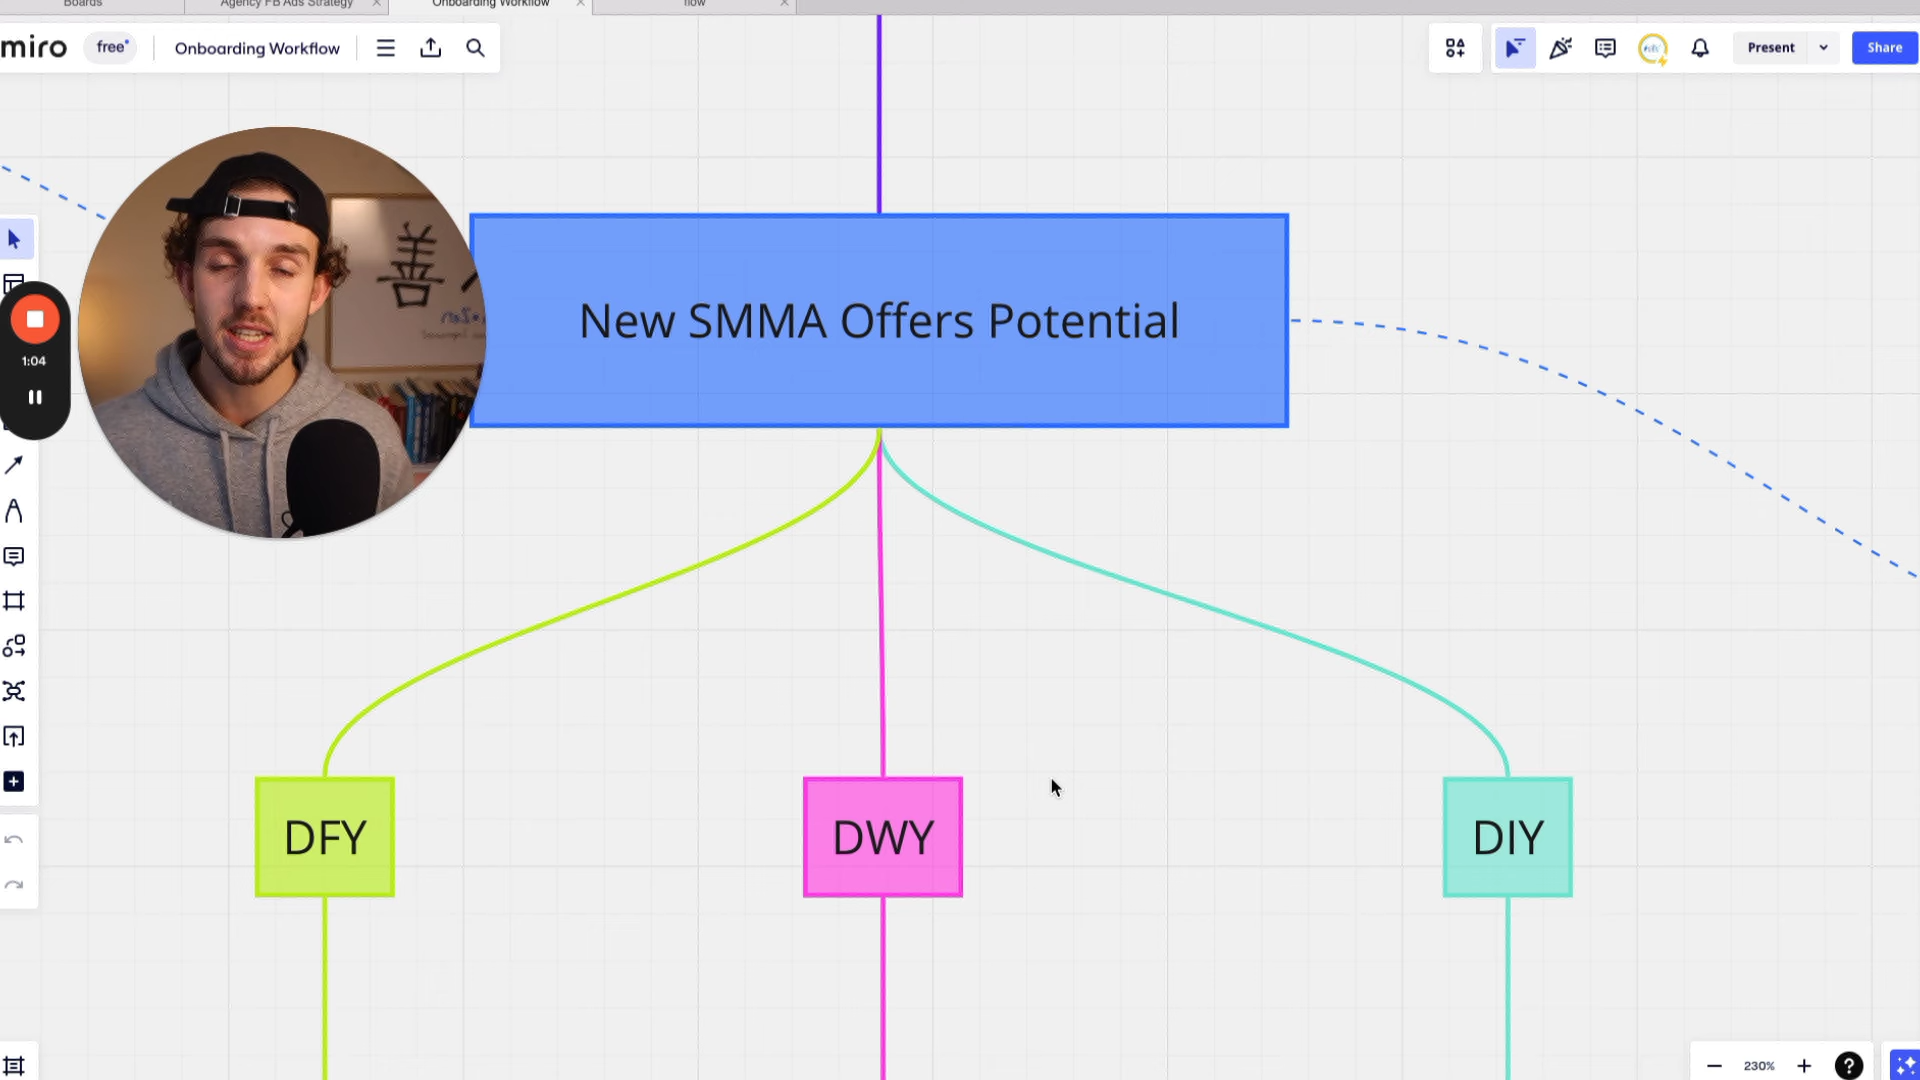 Boards
Agency FB Ads Strategy
Onboarding Workflow
flow
miro
free
Onboarding Workflow
Present
Share
善
1:04
New SMMA Offers Potential
DFY
DWY
DIY
230%
?